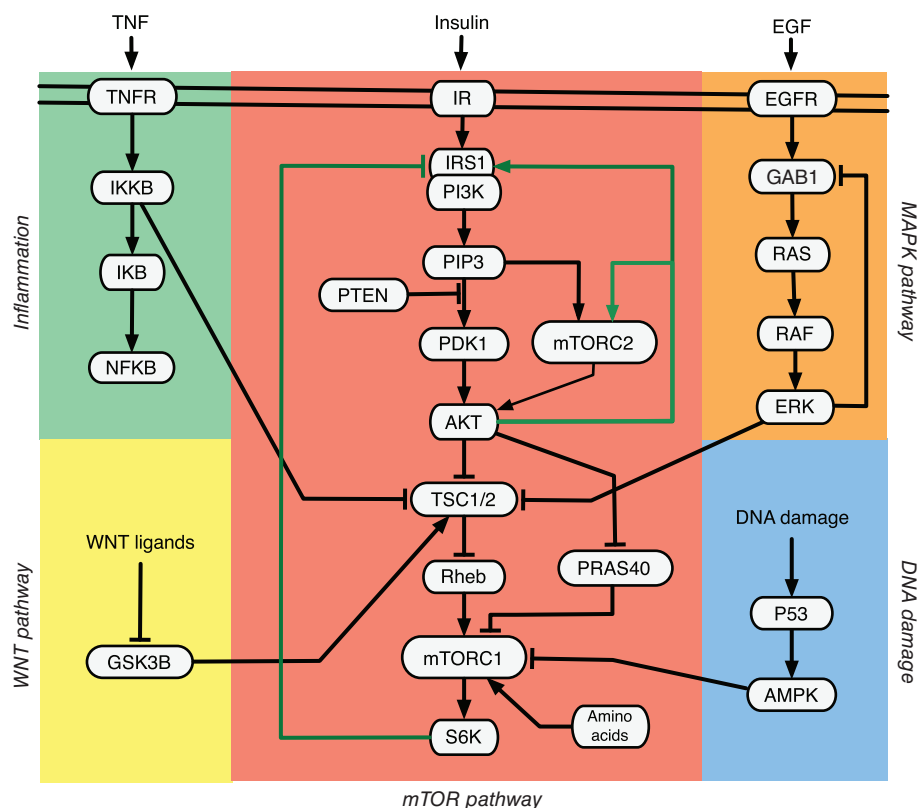 TNF
Insulin
EGF
TNFR
IR
EGFR
IRS1
PI3K
GAB1
IKKB
PIP3
RAS
IKB
PTEN
PDK1
mTORC2
RAF
NFKB
AKT
ERK
Inflammation
MAPK pathway
TSC1/2
WNT ligands
DNA damage
Rheb
PRAS40
P53
GSK3B
mTORC1
AMPK
Amino
acids
S6K
WNT pathway
DNA damage
mTOR pathway